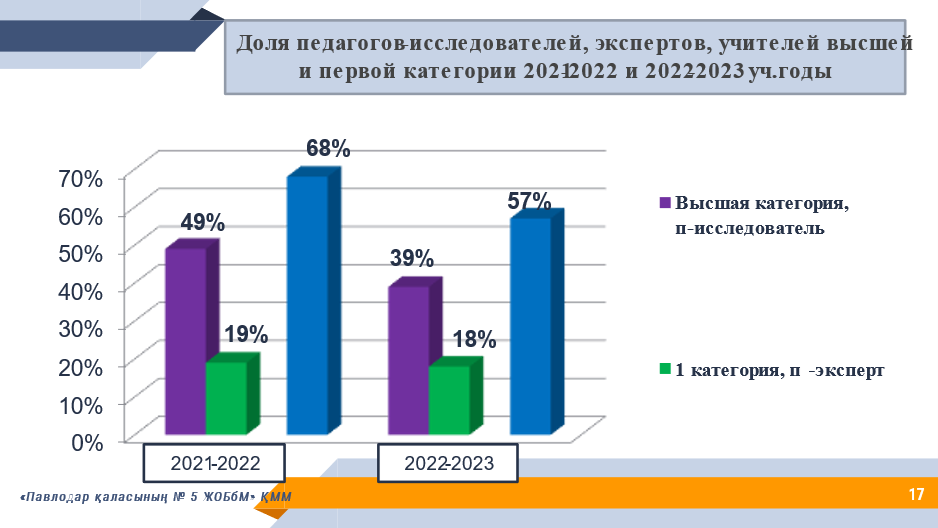 Доля педагогов-исследователей, экспертов, учителей высшей
и первой категории 2021-2022 и 2022-2023 уч.годы
68%
70%
60%
57%
Высшая категория,
п-исследователь
49%
50%
39%
40%
30%
19%
18%
20%
1 категория, п -эксперт
10%
0%
2021-2022
2022-2023
«Павлодар қаласының № 5 ЖОББМ» ҚММ
17